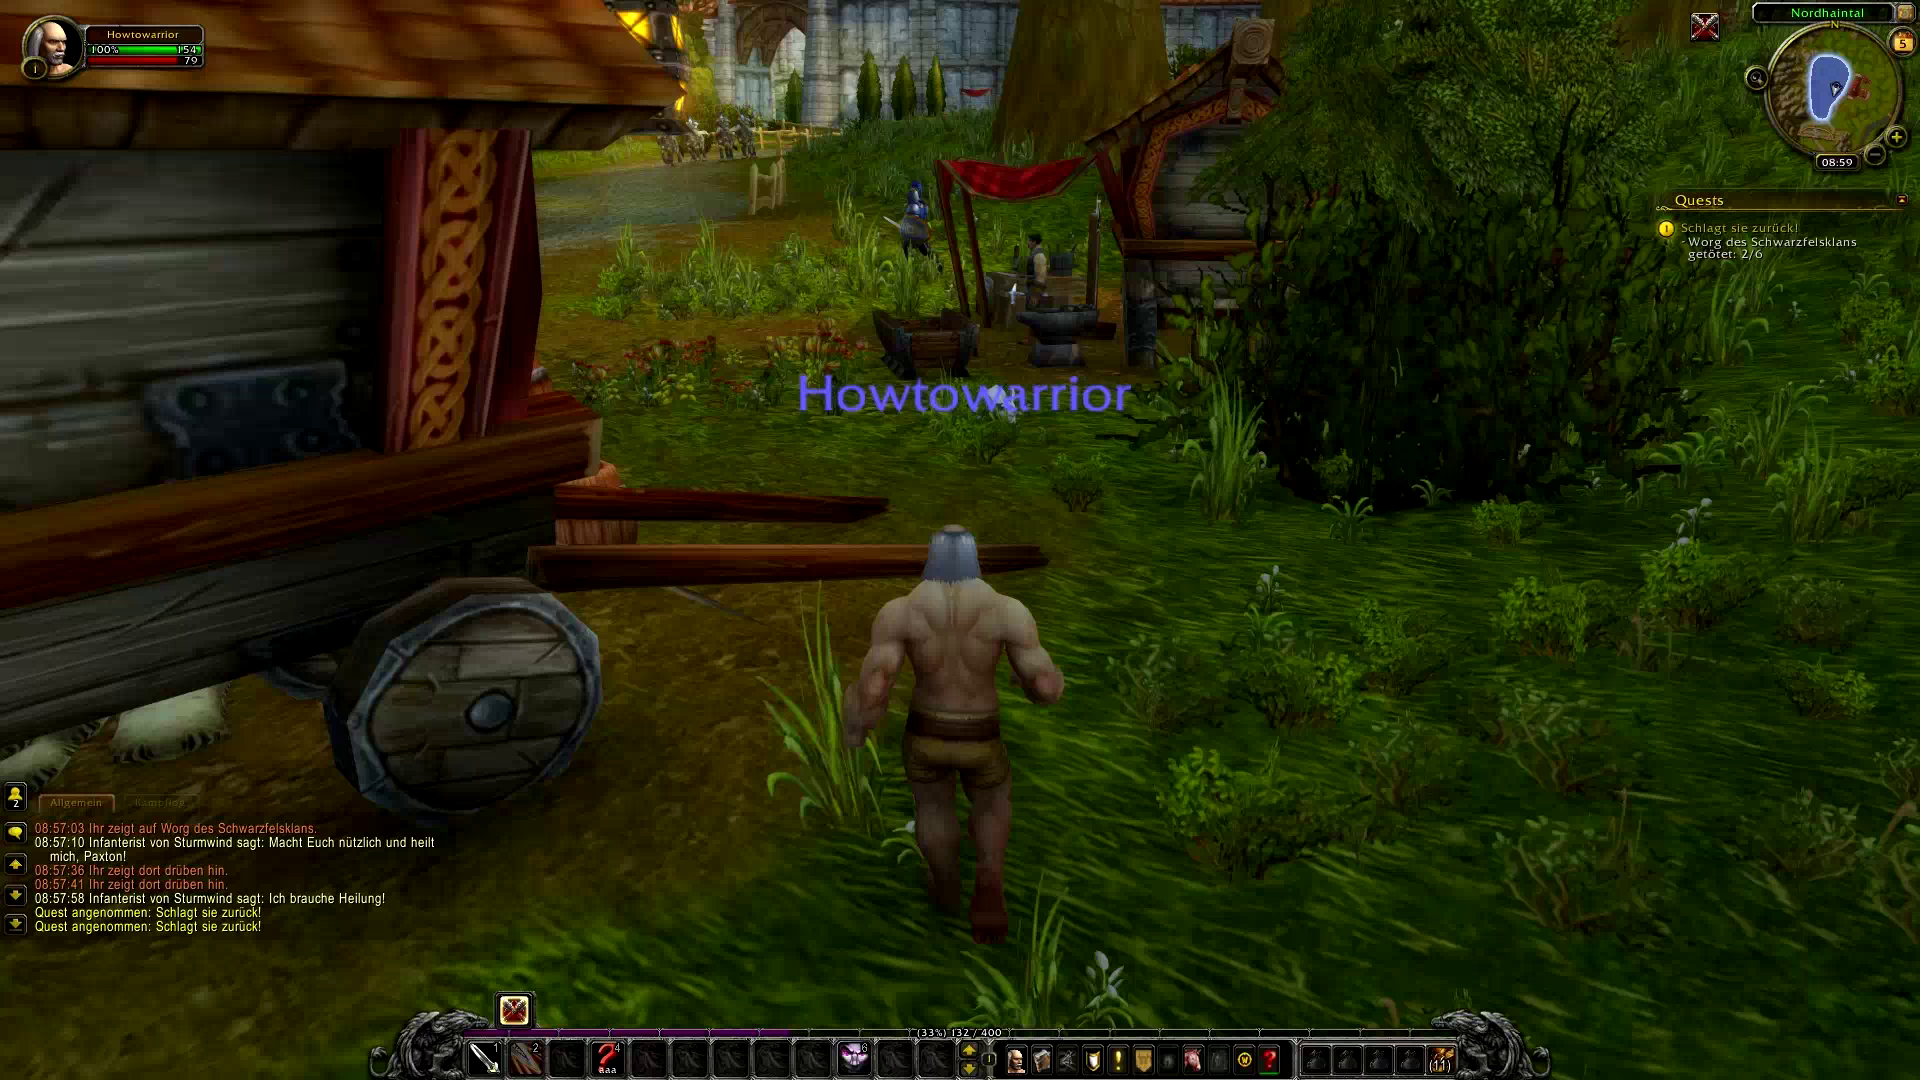 Howtowarrior
100% 154
79
1
Nordhaintal
N
5
08:59
Quests
Schlagt sie zurück!
- Worg des Schwarzfelsklans
getötet: 2/6
Howtowarrior
2
Allgemein Kampflog
08:57:03 Ihr zeigt auf Worg des Schwarzfelsklans.
08:57:10 Infanterist von Sturmwind sagt: Macht Euch nützlich und heilt
mich, Paxton!
08:57:36 Ihr zeigt dort drüben hin.
08:57:41 Ihr zeigt dort drüben hin.
08:57:58 Infanterist von Sturmwind sagt: Ich brauche Heilung!
Quest angenommen: Schlagt sie zurück!
Quest angenommen: Schlagt sie zurück!
(33%) 132 / 400
1 2 4 6 1
aaa
(11)